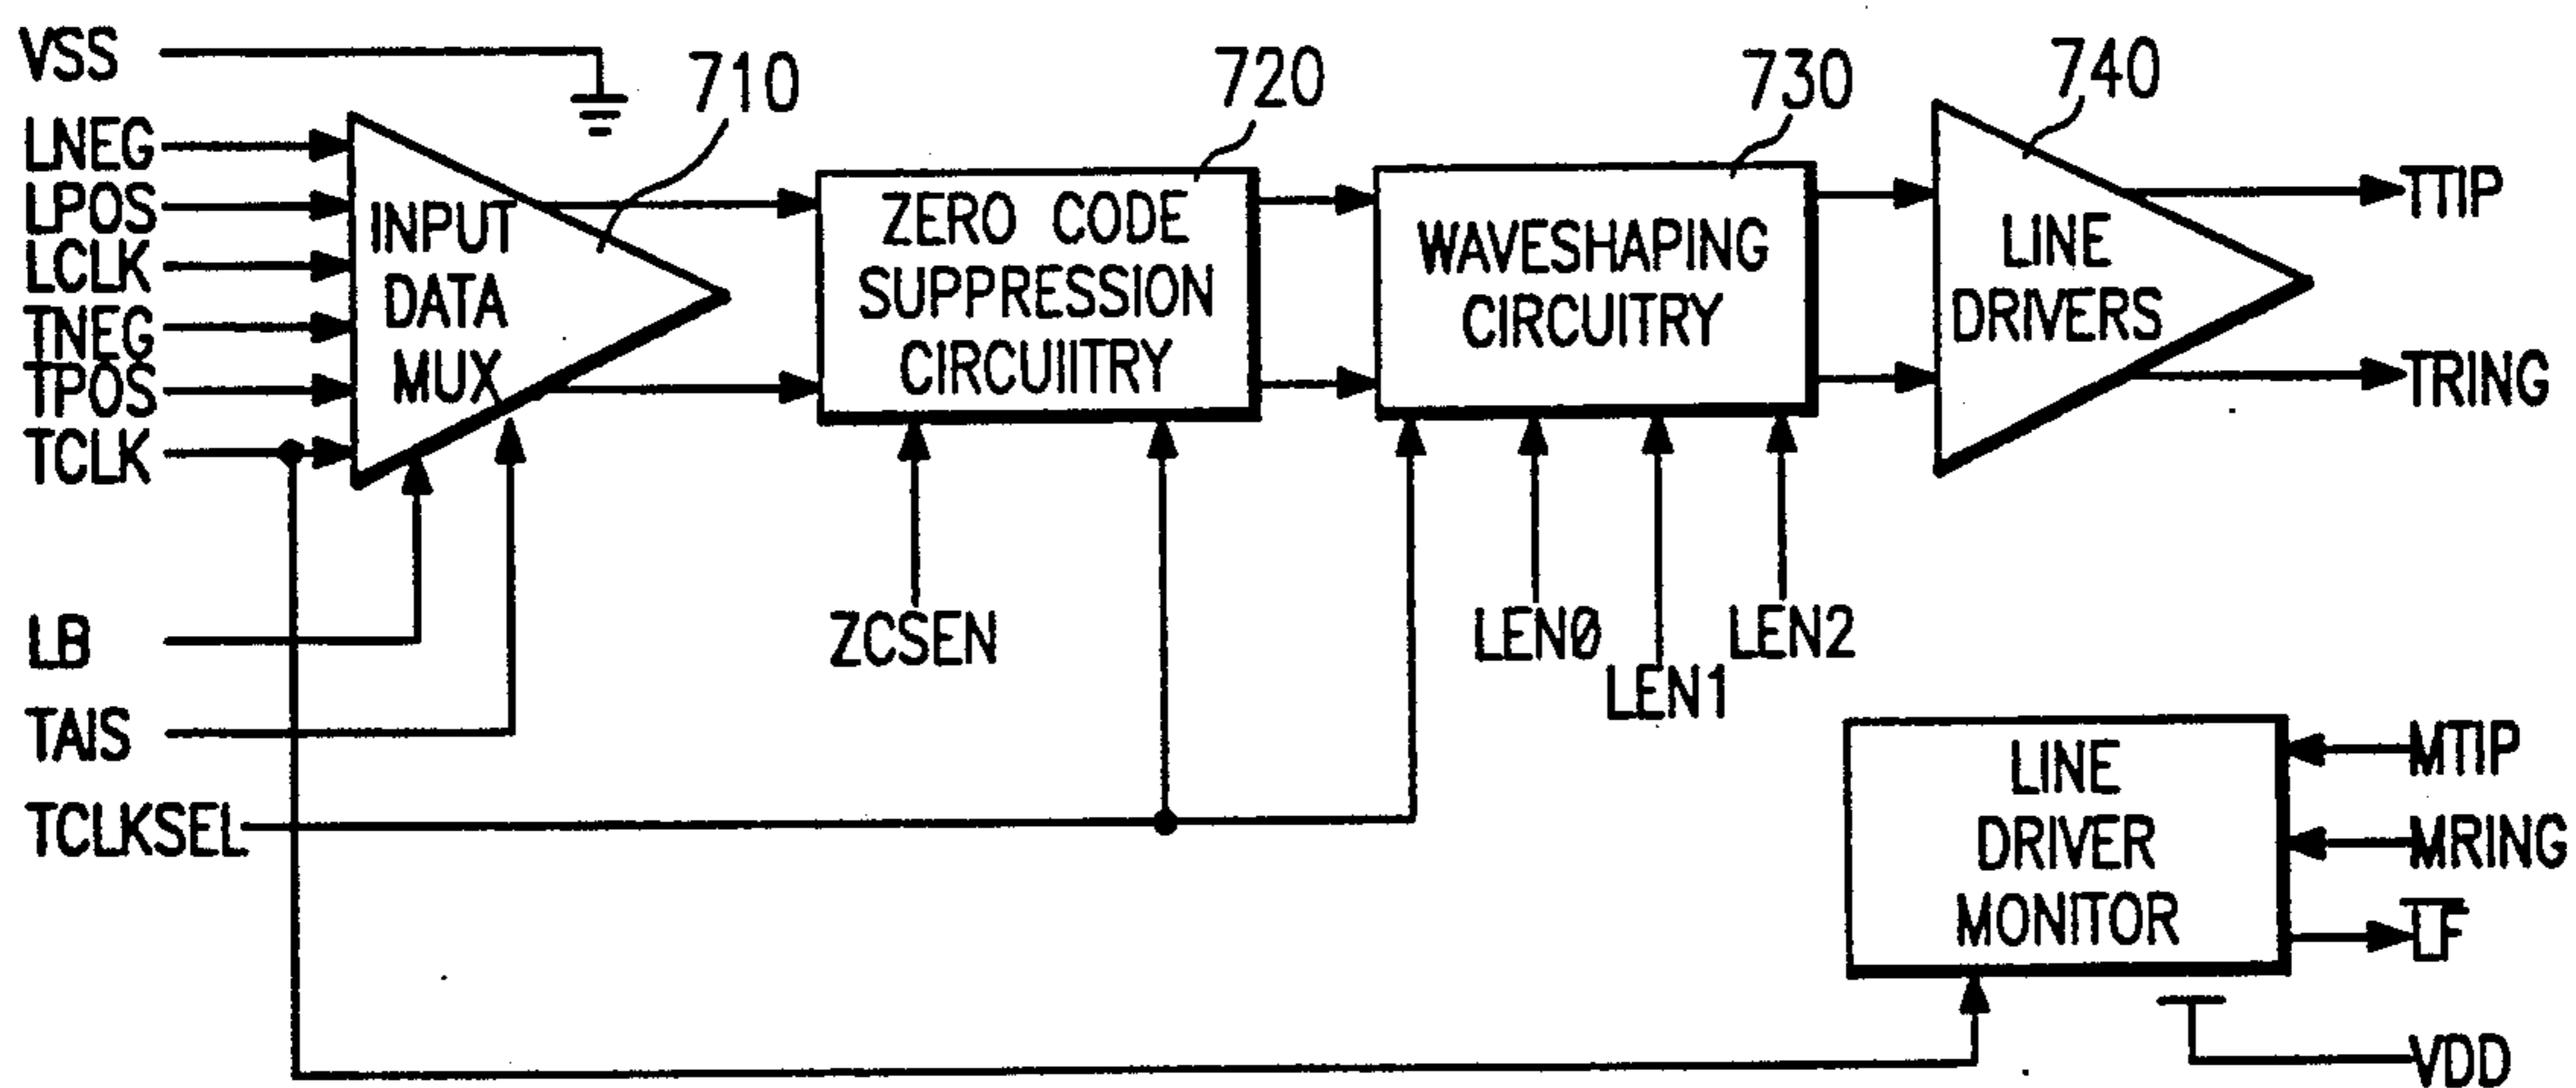 VSS
710
720
730
740
LNEG
LPOS
LCLK
TNEG
TPOS
TCLK
INPUT
DATA
MUX
ZERO CODE
SUPPRESSION
CIRCUIITRY
WAVESHAPING
CIRCUITRY
LINE
DRIVERS
TTIP
TRING
LB
TAIS
TCLKSEL
ZCSEN
LEN0
LEN1
LEN2
LINE
DRIVER
MONITOR
MTIP
MRING
VDD